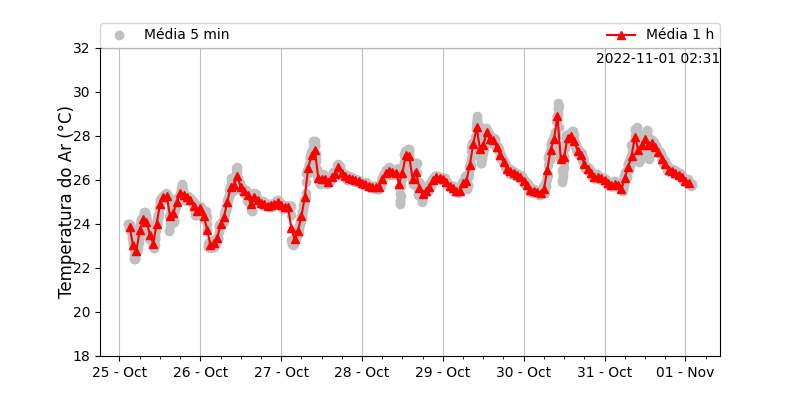 Média 5 min
Média 1 h
2022-11-01 02:31
Temperatura do Ar (°C)
32
30
28
26
24
22
20
18
25 - Oct
26 - Oct
27 - Oct
28 - Oct
29 - Oct
30 - Oct
31 - Oct
01 - Nov